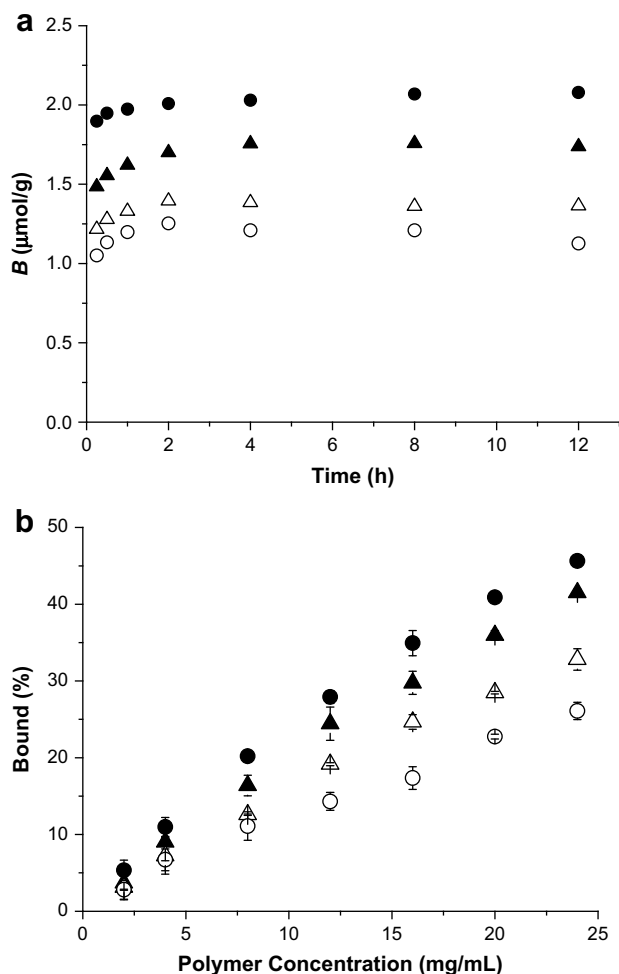 a
2.5
2.0
1.5
1.0
0.5
0.0
B (μmol/g)
0 2 4 6 8 10 12
Time (h)
b
50
40
30
20
10
0
Bound (%)
0 5 10 15 20 25
Polymer Concentration (mg/mL)